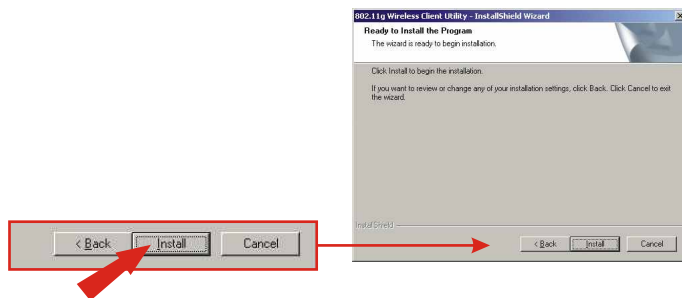 802.11g Wireless Client Utility - InstallShield Wizard
Ready to Install the Program
The wizard is ready to begin installation.
Click Install to begin the installation.
If you want to review or change any of your installation settings, click Back. Click Cancel to exit
the wizard.
InstallShield
< Back Install Cancel
< Back Install Cancel